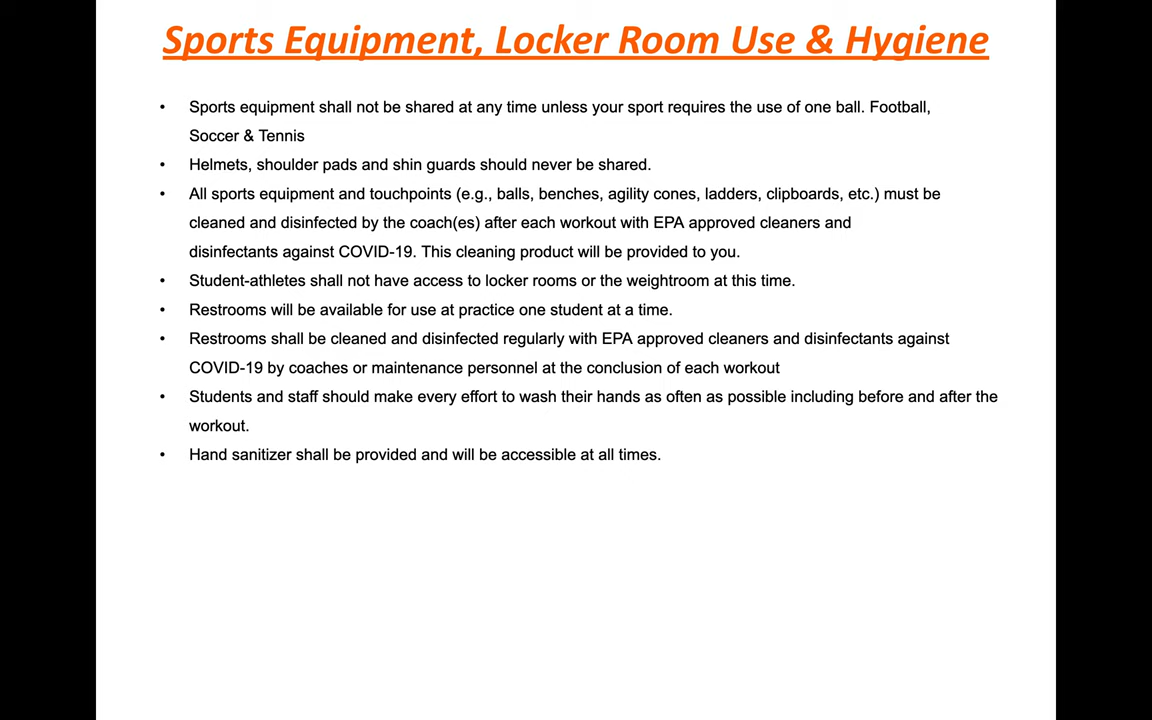 Sports Equipment, Locker Room Use & Hygiene
• Sports equipment shall not be shared at any time unless your sport requires the use of one ball. Football,
Soccer & Tennis
• Helmets, shoulder pads and shin guards should never be shared.
• All sports equipment and touchpoints (e.g., balls, benches, agility cones, ladders, clipboards, etc.) must be
cleaned and disinfected by the coach(es) after each workout with EPA approved cleaners and
disinfectants against COVID-19. This cleaning product will be provided to you.
• Student-athletes shall not have access to locker rooms or the weightroom at this time.
• Restrooms will be available for use at practice one student at a time.
• Restrooms shall be cleaned and disinfected regularly with EPA approved cleaners and disinfectants against
COVID-19 by coaches or maintenance personnel at the conclusion of each workout
• Students and staff should make every effort to wash their hands as often as possible including before and after the
workout.
• Hand sanitizer shall be provided and will be accessible at all times.